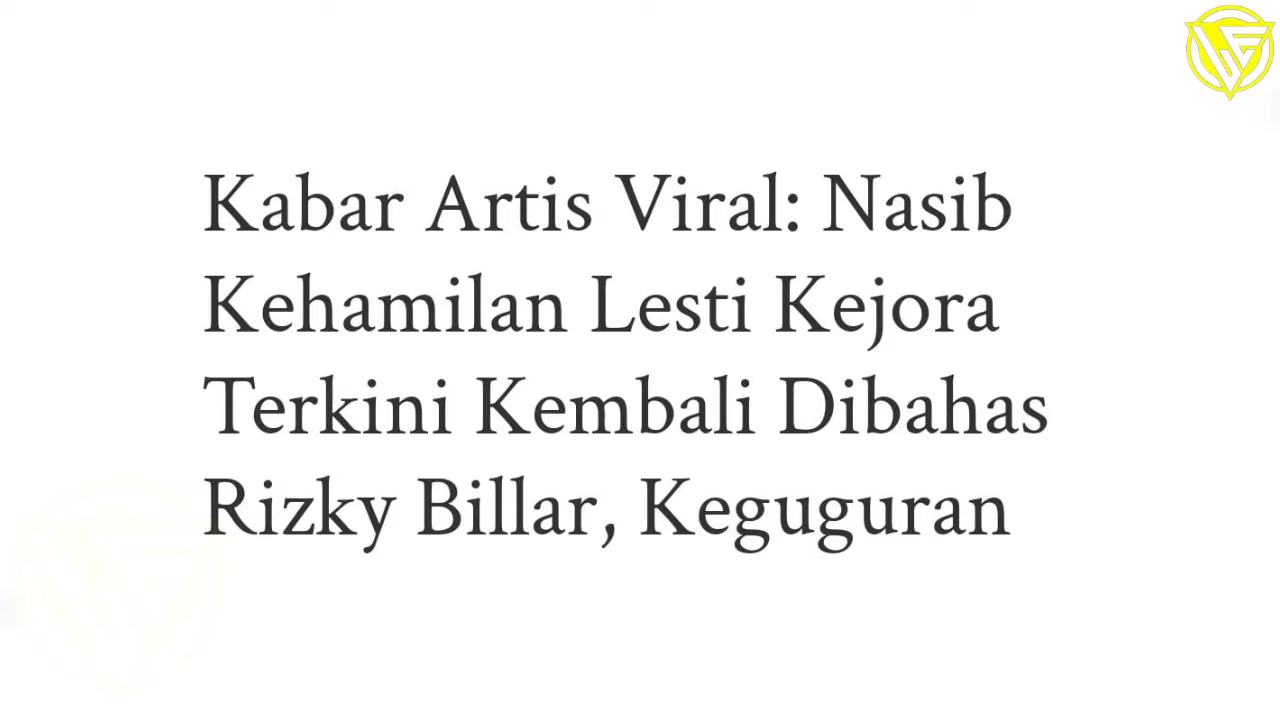 Kabar Artis Viral: Nasib
Kehamilan Lesti Kejora
Terkini Kembali Dibahas
Rizky Billar, Keguguran